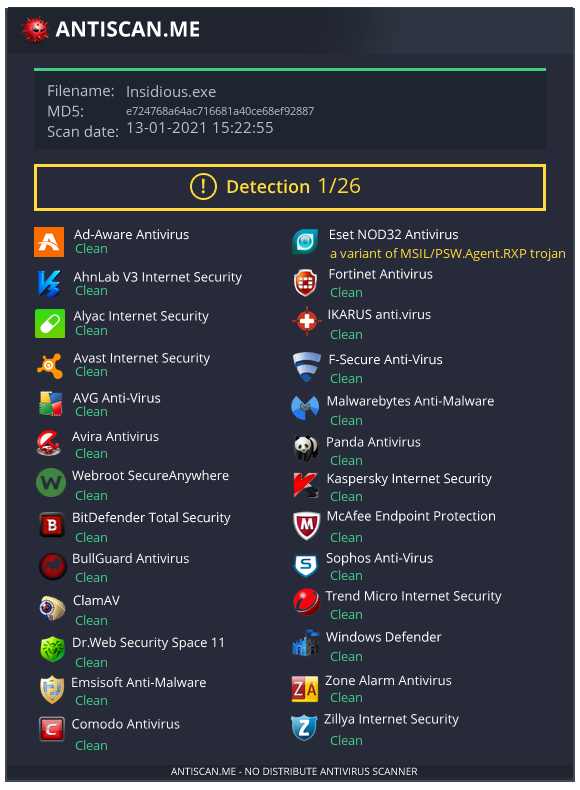 ANTISCAN.ME
Filename: Insidious.exe
MD5: e724768a64ac716681a40ce68ef92887
Scan date: 13-01-2021 15:22:55
! Detection 1/26
Ad-Aware Antivirus
Clean
AhnLab V3 Internet Security
Clean
Alyac Internet Security
Clean
Avast Internet Security
Clean
AVG Anti-Virus
Clean
Avira Antivirus
Clean
W Webroot SecureAnywhere
Clean
B BitDefender Total Security
Clean
BullGuard Antivirus
Clean
ClamAV
Clean
Dr.Web Security Space 11
Clean
Emsisoft Anti-Malware
Clean
C Comodo Antivirus
Clean
Eset NOD32 Antivirus
a variant of MSIL/PSW.Agent.RXP trojan
Fortinet Antivirus
Clean
IKARUS anti.virus
Clean
F-Secure Anti-Virus
Clean
Malwarebytes Anti-Malware
Clean
Panda Antivirus
Clean
Kaspersky Internet Security
Clean
M McAfee Endpoint Protection
Clean
S Sophos Anti-Virus
Clean
Trend Micro Internet Security
Clean
Windows Defender
Clean
ZA Zone Alarm Antivirus
Clean
Z Zillya Internet Security
Clean
ANTISCAN.ME - NO DISTRIBUTE ANTIVIRUS SCANNER